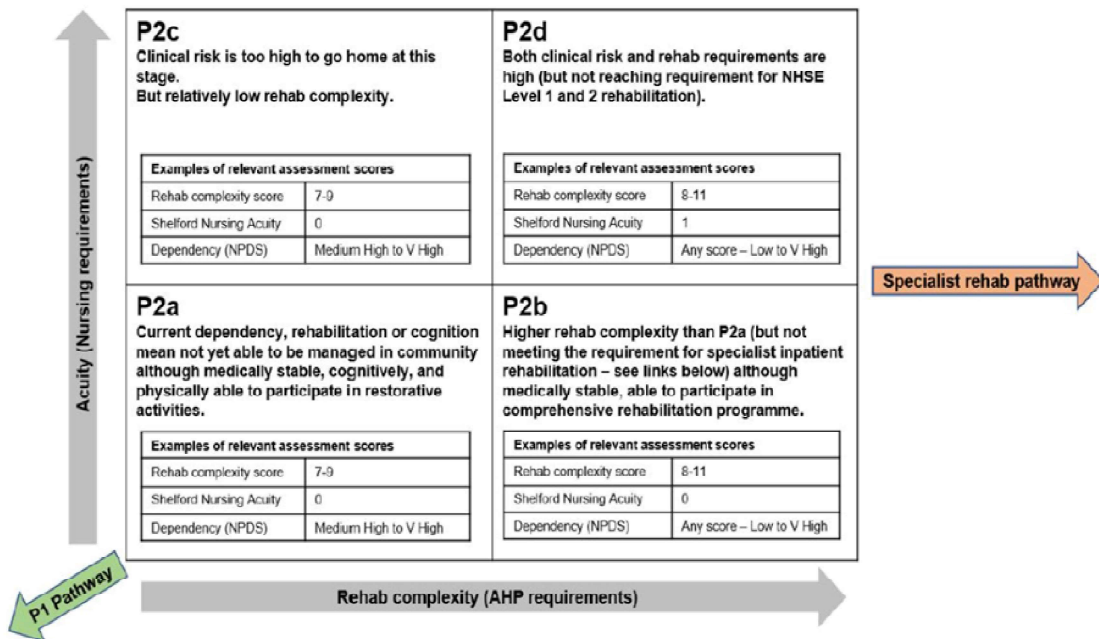 P2c
Clinical risk is too high to go home at this
stage.
But relatively low rehab complexity.
Examples of relevant assessment scores
Rehab complexity score 7-9
Shelford Nursing Acuity 0
Dependency (NPDS) Medium High to V High
P2d
Both clinical risk and rehab requirements are
high (but not reaching requirement for NHSE
Level 1 and 2 rehabilitation).
Examples of relevant assessment scores
Rehab complexity score 8-11
Shelford Nursing Acuity 1
Dependency (NPDS) Any score – Low to V High
Acuity (Nursing requirements)
Specialist rehab pathway
P2a
Current dependency, rehabilitation or cognition
mean not yet able to be managed in community
although medically stable, cognitively, and
physically able to participate in restorative
activities.
Examples of relevant assessment scores
Rehab complexity score 7-9
Shelford Nursing Acuity 0
Dependency (NPDS) Medium High to V High
P2b
Higher rehab complexity than P2a (but not
meeting the requirement for specialist inpatient
rehabilitation – see links below) although
medically stable, able to participate in
comprehensive rehabilitation programme.
Examples of relevant assessment scores
Rehab complexity score 8-11
Shelford Nursing Acuity 0
Dependency (NPDS) Any score – Low to V High
P1 Pathway
Rehab complexity (AHP requirements)